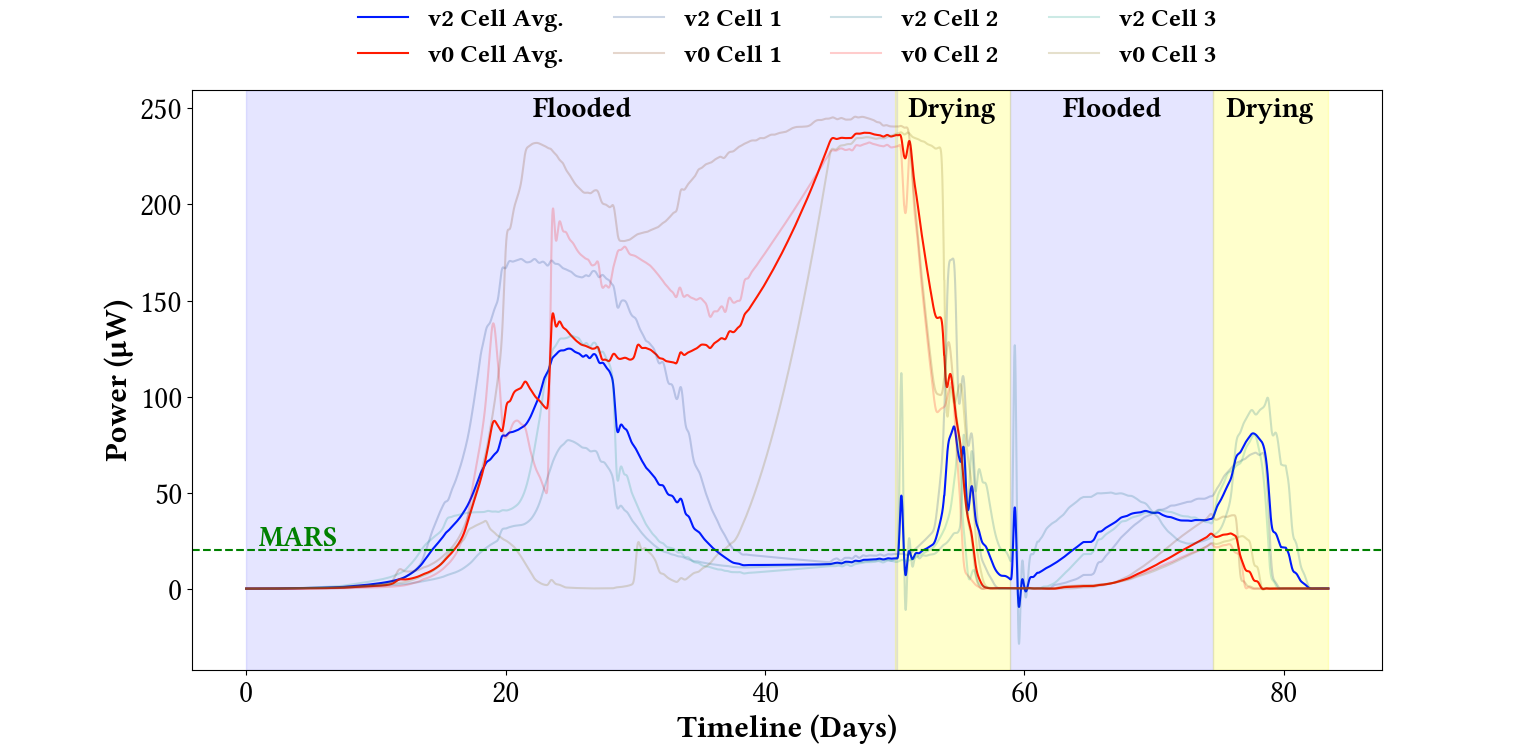 v2 Cell Avg. v2 Cell 1 v2 Cell 2 v2 Cell 3
v0 Cell Avg. v0 Cell 1 v0 Cell 2 v0 Cell 3
Flooded Drying Flooded Drying
250
200
150
100
50
0
MARS
Power (μW)
0 20 40 60 80
Timeline (Days)